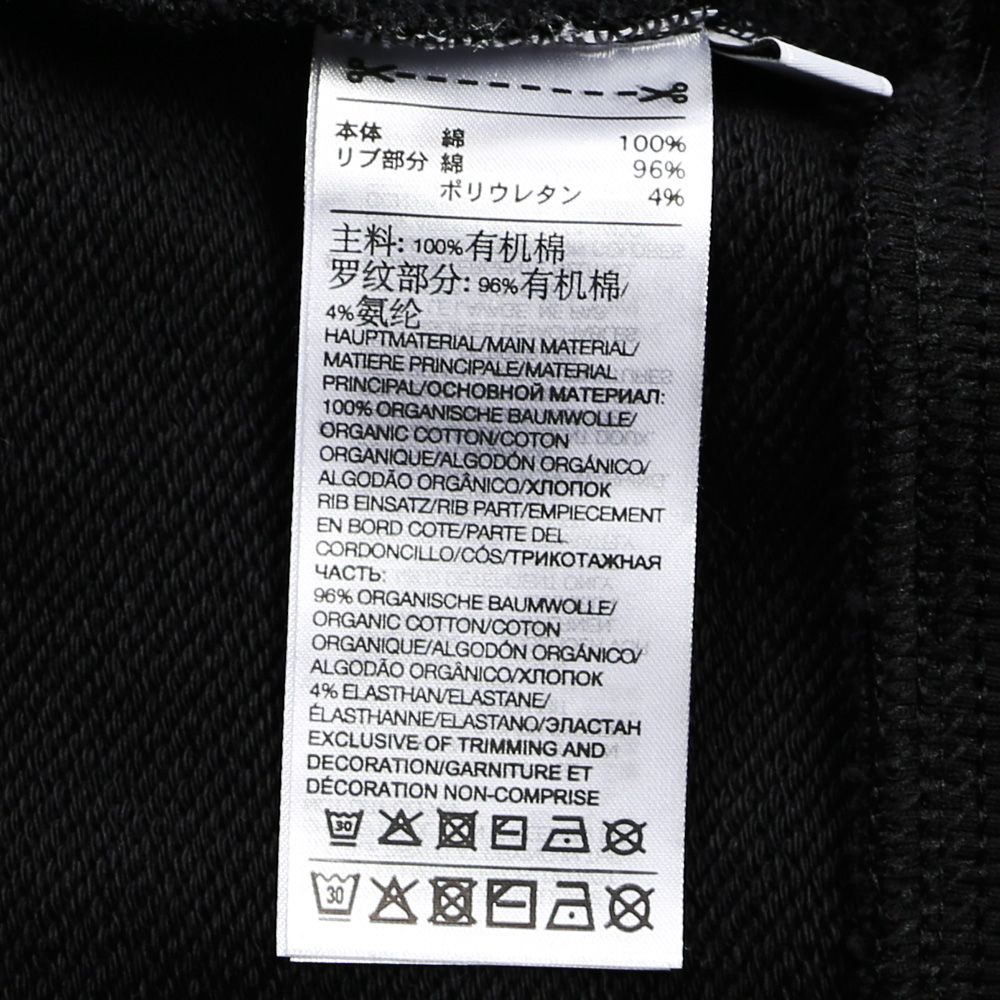 本体 綿 100%
リブ部分 綿 96%
ポリウレタン 4%
主料: 100%有机棉
罗纹部分: 96%有机棉/
4%氨纶
HAUPTMATERIAL/MAIN MATERIAL/
MATIERE PRINCIPALE/MATERIAL
PRINCIPAL/ОСНОВНОЙ МАТЕРИАЛ:
100% ORGANISCHE BAUMWOLLE/
ORGANIC COTTON/COTON
ORGANIQUE/ALGODÓN ORGÁNICO/
ALGODÃO ORGÂNICO/ХЛОПОК
RIB EINSATZ/RIB PART/EMPIECEMENT
EN BORD COTE/PARTE DEL
CORDONCILLO/CÓS/ТРИКОТАЖНАЯ
ЧАСТЬ:
96% ORGANISCHE BAUMWOLLE/
ORGANIC COTTON/COTON
ORGANIQUE/ALGODÓN ORGÁNICO/
ALGODÃO ORGÂNICO/ХЛОПОК
4% ELASTHAN/ELASTANE/
ÉLASTHANNE/ELASTANO/ЭЛАСТАН
EXCLUSIVE OF TRIMMING AND
DECORATION/GARNITURE ET
DÉCORATION NON-COMPRISE
30
30